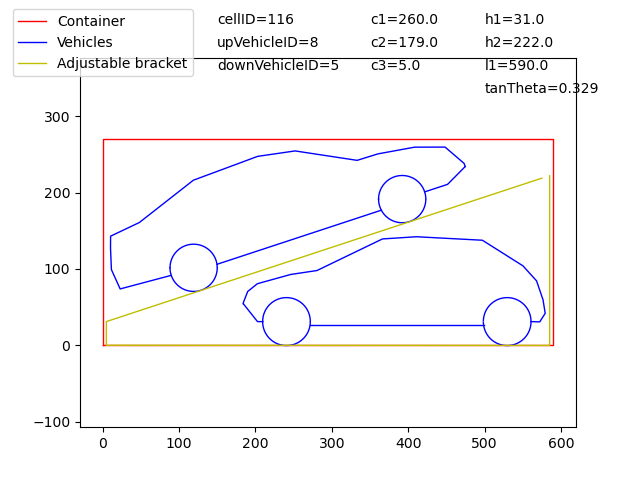 Container
Vehicles
Adjustable bracket
cellID=116 c1=260.0 h1=31.0
upVehicleID=8 c2=179.0 h2=222.0
downVehicleID=5 c3=5.0 l1=590.0
tanTheta=0.329
300
200
100
0
−100
0 100 200 300 400 500 600